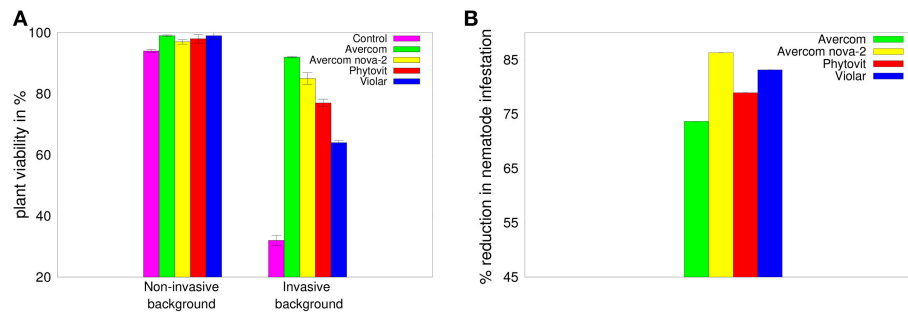 A
plant viability in %
100
80
60
40
20
Control
Avercom
Avercom nova-2
Phytovit
Violar
Non-invasive
background
Invasive
background
B
% reduction in nematode infestation
85
75
65
55
45
Avercom
Avercom nova-2
Phytovit
Violar